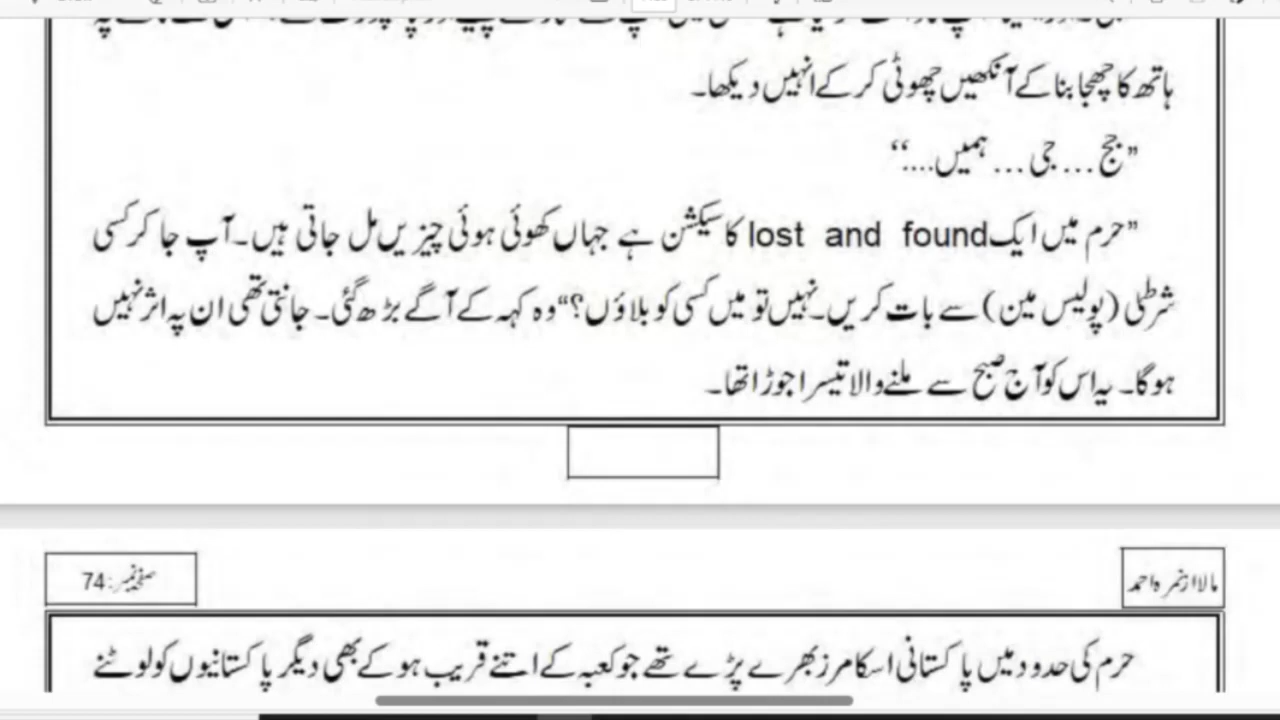 ہاتھ کا چھجا بنا کے آنکھیں چھوٹی کر کے انہیں دیکھا۔
”جج ... جی ... ہمیں....“
”حرم میں ایک lost and found کا سیکشن ہے جہاں کھوئی ہوئی چیزیں مل جاتی ہیں۔ آپ جا کر کسی
شرطی (پولیس مین) سے بات کریں۔ نہیں تو میں کسی کو بلاؤں؟“ وہ کہہ کے آگے بڑھ گئی۔ جانتی تھی ان پہ اثر نہیں
ہوگا۔ یہ اس کو آج صبح سے ملنے والا تیسرا جوڑا تھا۔
مالا از نمرہ احمد
صفحہ نمبر: 74
حرم کی حدود میں پاکستانی اسکامرز بھرے پڑے تھے جو کعبہ کے اتنے قریب ہو کے بھی دیگر پاکستانیوں کو لوٹنے